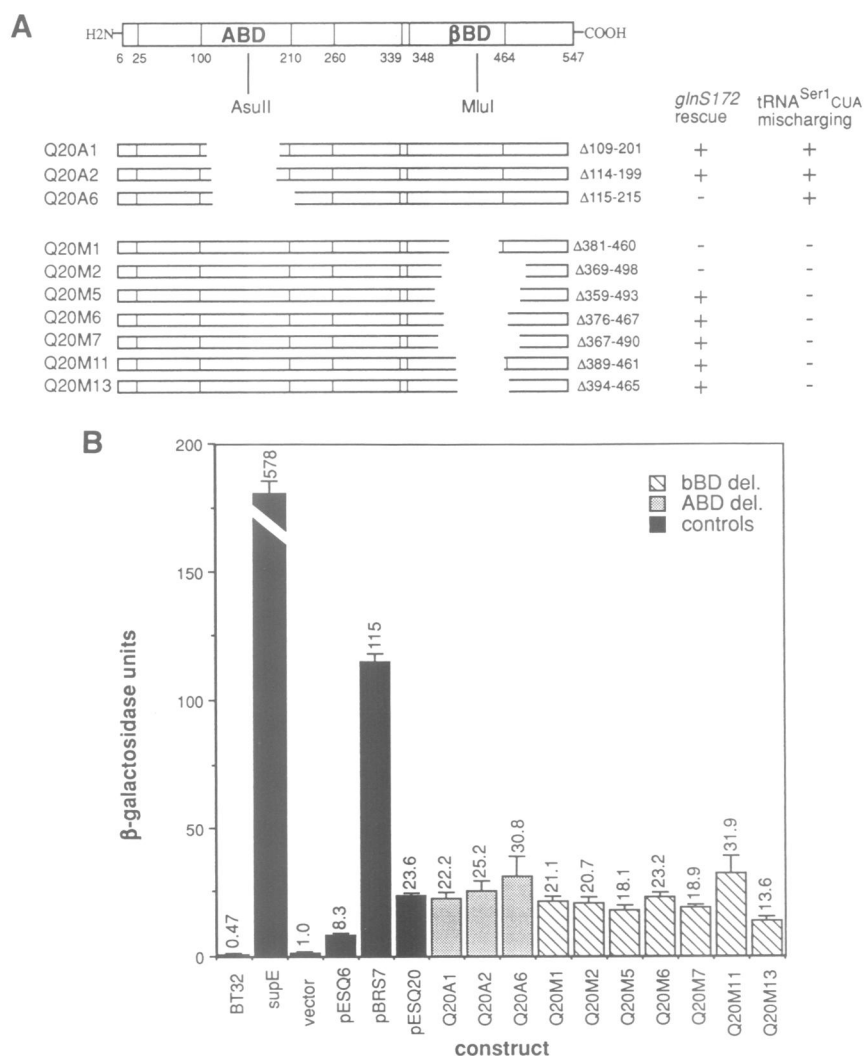 A
H2N
ABD
βBD
COOH
6 25 100 210 260 339 348 464 547
AsuII
MluI
glnS172 rescue
tRNA^Ser1 CUA mischarging
Q20A1 Δ109-201 + +
Q20A2 Δ114-199 + +
Q20A6 Δ115-215 - +
Q20M1 Δ381-460 - -
Q20M2 Δ369-498 - -
Q20M5 Δ359-493 + -
Q20M6 Δ376-467 + -
Q20M7 Δ367-490 + -
Q20M11 Δ389-461 + -
Q20M13 Δ394-465 + -
B
200
150
100
50
0
β-galactosidase units
bBD del.
ABD del.
controls
0.47
578
1.0
8.3
115
23.6
22.2
25.2
30.8
21.1
20.7
18.1
23.2
18.9
31.9
13.6
BT32
supE
vector
pESQ6
pBRS7
pESQ20
Q20A1
Q20A2
Q20A6
Q20M1
Q20M2
Q20M5
Q20M6
Q20M7
Q20M11
Q20M13
construct